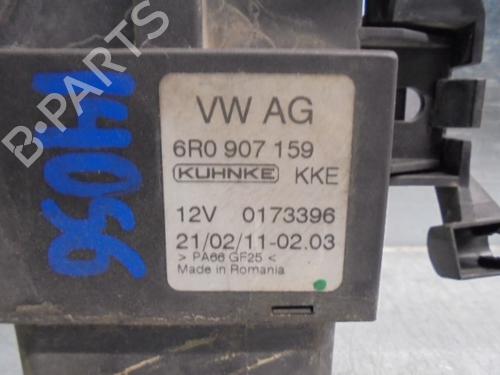 VW AG
6R0 907 159
KUHNKE KKE
12V 0173396
21/02/11-02.03
> PA66 GF25 <
Made in Romania
14096
B-PARTS